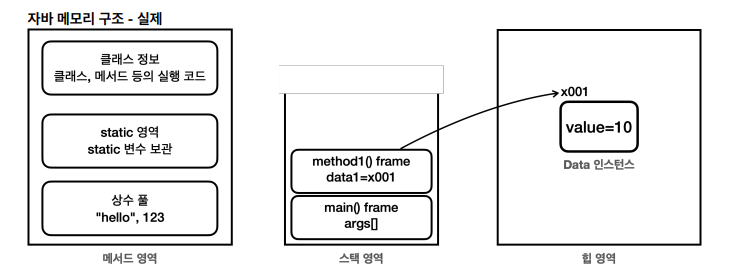 자바 메모리 구조 - 실제
클래스 정보
클래스, 메서드 등의 실행 코드
static 영역
static 변수 보관
상수 풀
"hello", 123
메서드 영역
method1() frame
data1=x001
main() frame
args[]
스택 영역
x001
value=10
Data 인스턴스
힙 영역